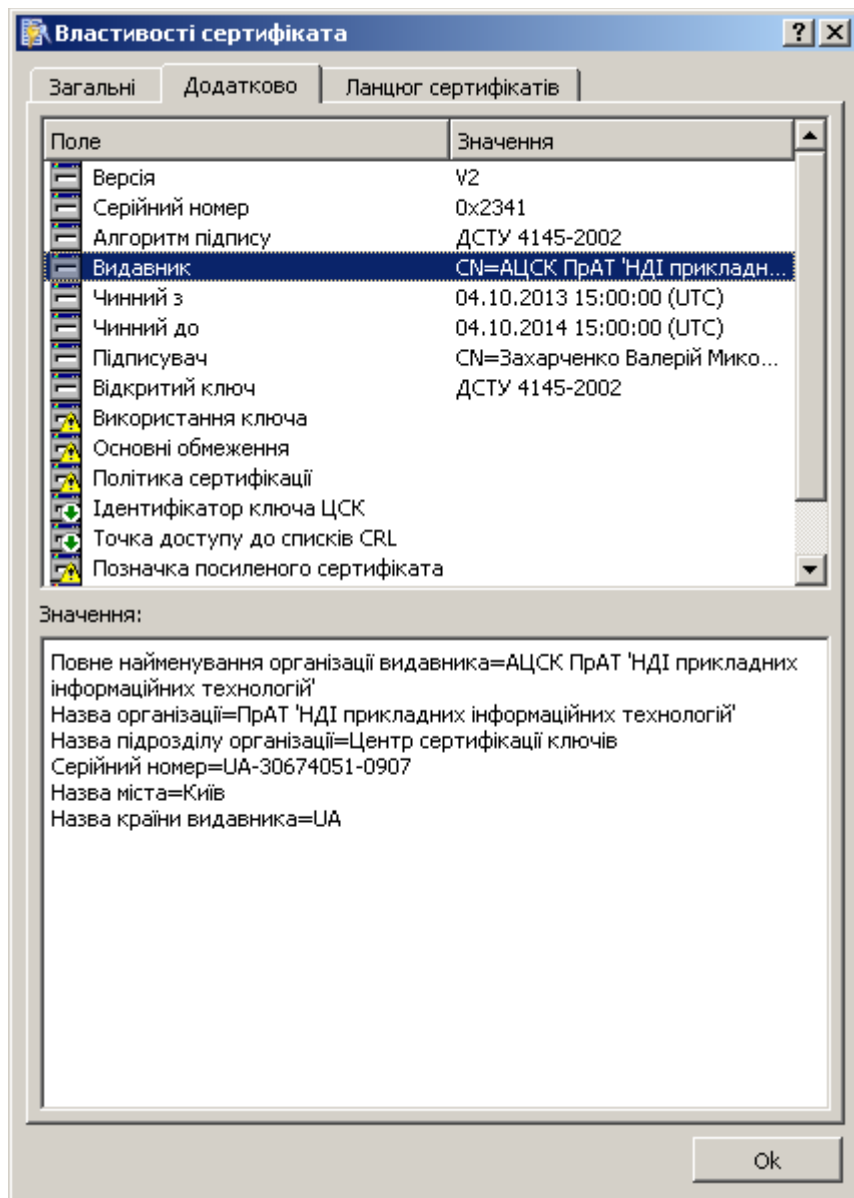 Властивості сертифіката
Загальні Додатково Ланцюг сертифікатів
Поле Значення
Версія V2
Серійний номер 0x2341
Алгоритм підпису ДСТУ 4145-2002
Видавник CN=АЦСК ПрАТ 'НДІ прикладн...
Чинний з 04.10.2013 15:00:00 (UTC)
Чинний до 04.10.2014 15:00:00 (UTC)
Підписувач CN=Захарченко Валерій Мико...
Відкритий ключ ДСТУ 4145-2002
Використання ключа
Основні обмеження
Політика сертифікації
Ідентифікатор ключа ЦСК
Точка доступу до списків CRL
Позначка посиленого сертифіката
Значення:
Повне найменування організації видавника=АЦСК ПрАТ 'НДІ прикладних
інформаційних технологій'
Назва організації=ПрАТ 'НДІ прикладних інформаційних технологій'
Назва підрозділу організації=Центр сертифікації ключів
Серійний номер=UA-30674051-0907
Назва міста=Київ
Назва країни видавника=UA
Ok